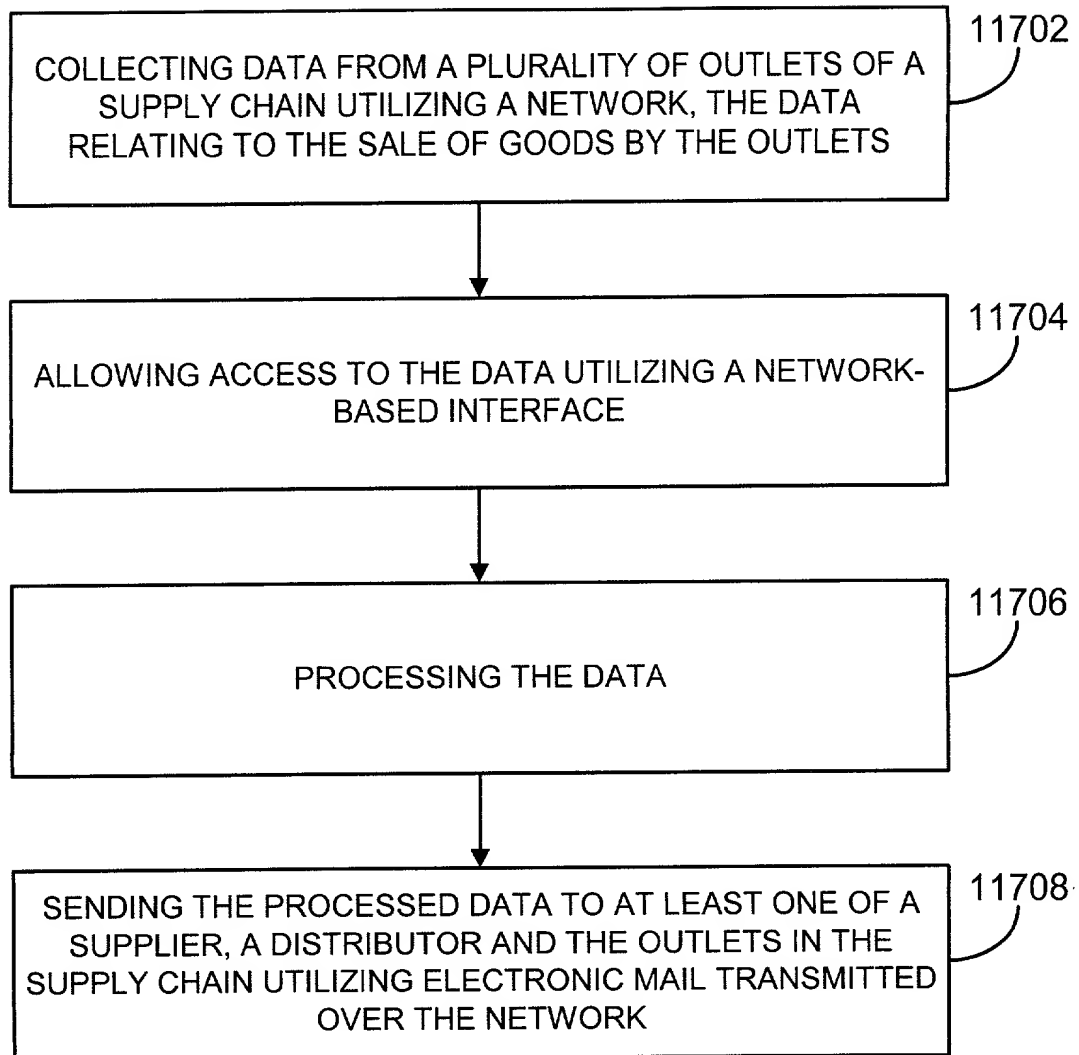 11702
COLLECTING DATA FROM A PLURALITY OF OUTLETS OF A
SUPPLY CHAIN UTILIZING A NETWORK, THE DATA
RELATING TO THE SALE OF GOODS BY THE OUTLETS
11704
ALLOWING ACCESS TO THE DATA UTILIZING A NETWORK-
BASED INTERFACE
11706
PROCESSING THE DATA
11708
SENDING THE PROCESSED DATA TO AT LEAST ONE OF A
SUPPLIER, A DISTRIBUTOR AND THE OUTLETS IN THE
SUPPLY CHAIN UTILIZING ELECTRONIC MAIL TRANSMITTED
OVER THE NETWORK